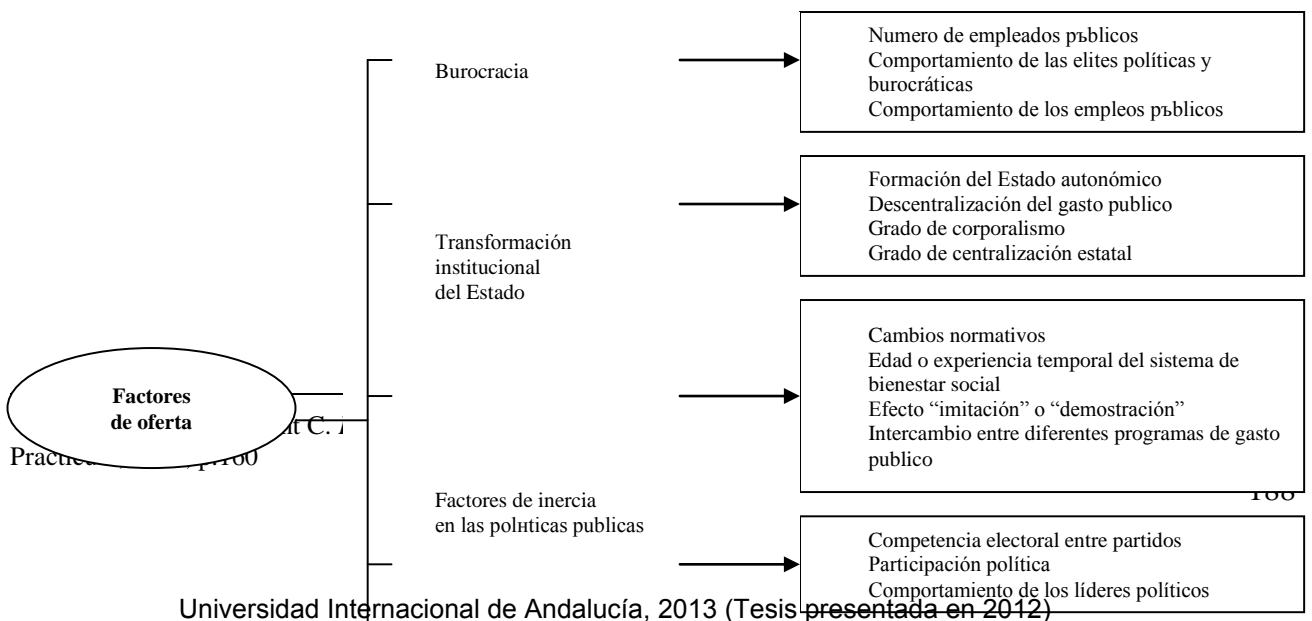 Numero de empleados pъblicos
Comportamiento de las elites políticas y
burocráticas
Comportamiento de los empleos pъblicos
Burocracia
Formación del Estado autonómico
Descentralización del gasto publico
Grado de corporalismo
Grado de centralización estatal
Transformación
institucional
del Estado
Cambios normativos
Edad o experiencia temporal del sistema de
bienestar social
Efecto “imitación” o “demostración”
Intercambio entre diferentes programas de gasto
publico
Factores
de oferta
C.
Factores de inercia
en las polнticas publicas
Competencia electoral entre partidos
Participación política
Comportamiento de los líderes políticos
Universidad Internacional de Andalucía, 2013 (Tesis presentada en 2012)